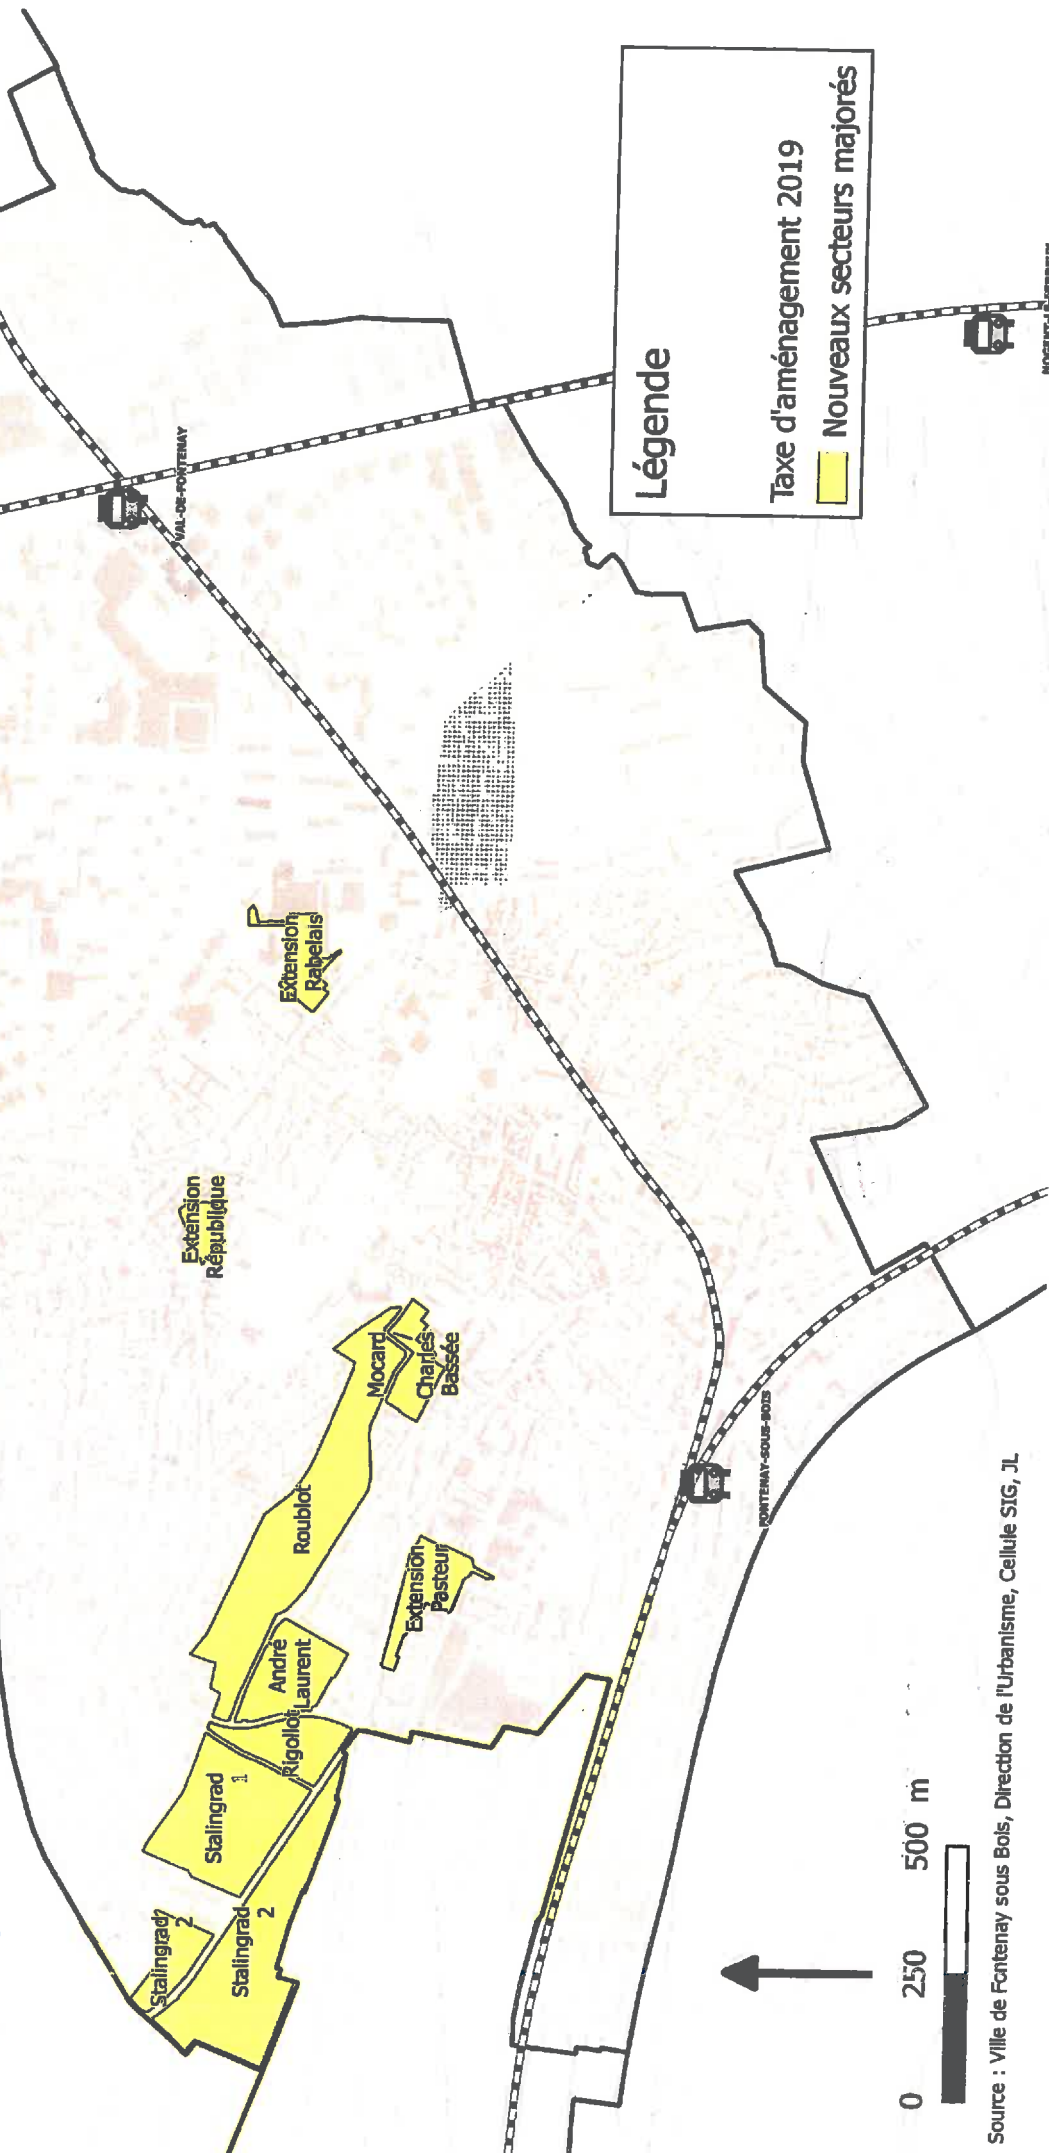 Stalingrad
2
Stalingrad
2
Stalingrad
1
Rigollot
André
Laurent
Roublot
Mocard
Charles
Bassée
Extension
Pasteur
Extension
République
Extension
Rabelais
VAL-DE-FONTENAY
FONTENAY-SOUS-BOIS
Légende
Taxe d'aménagement 2019
Nouveaux secteurs majorés
0 250 500 m
Source : Ville de Fontenay sous Bois, Direction de l'Urbanisme, Cellule SIG, JL